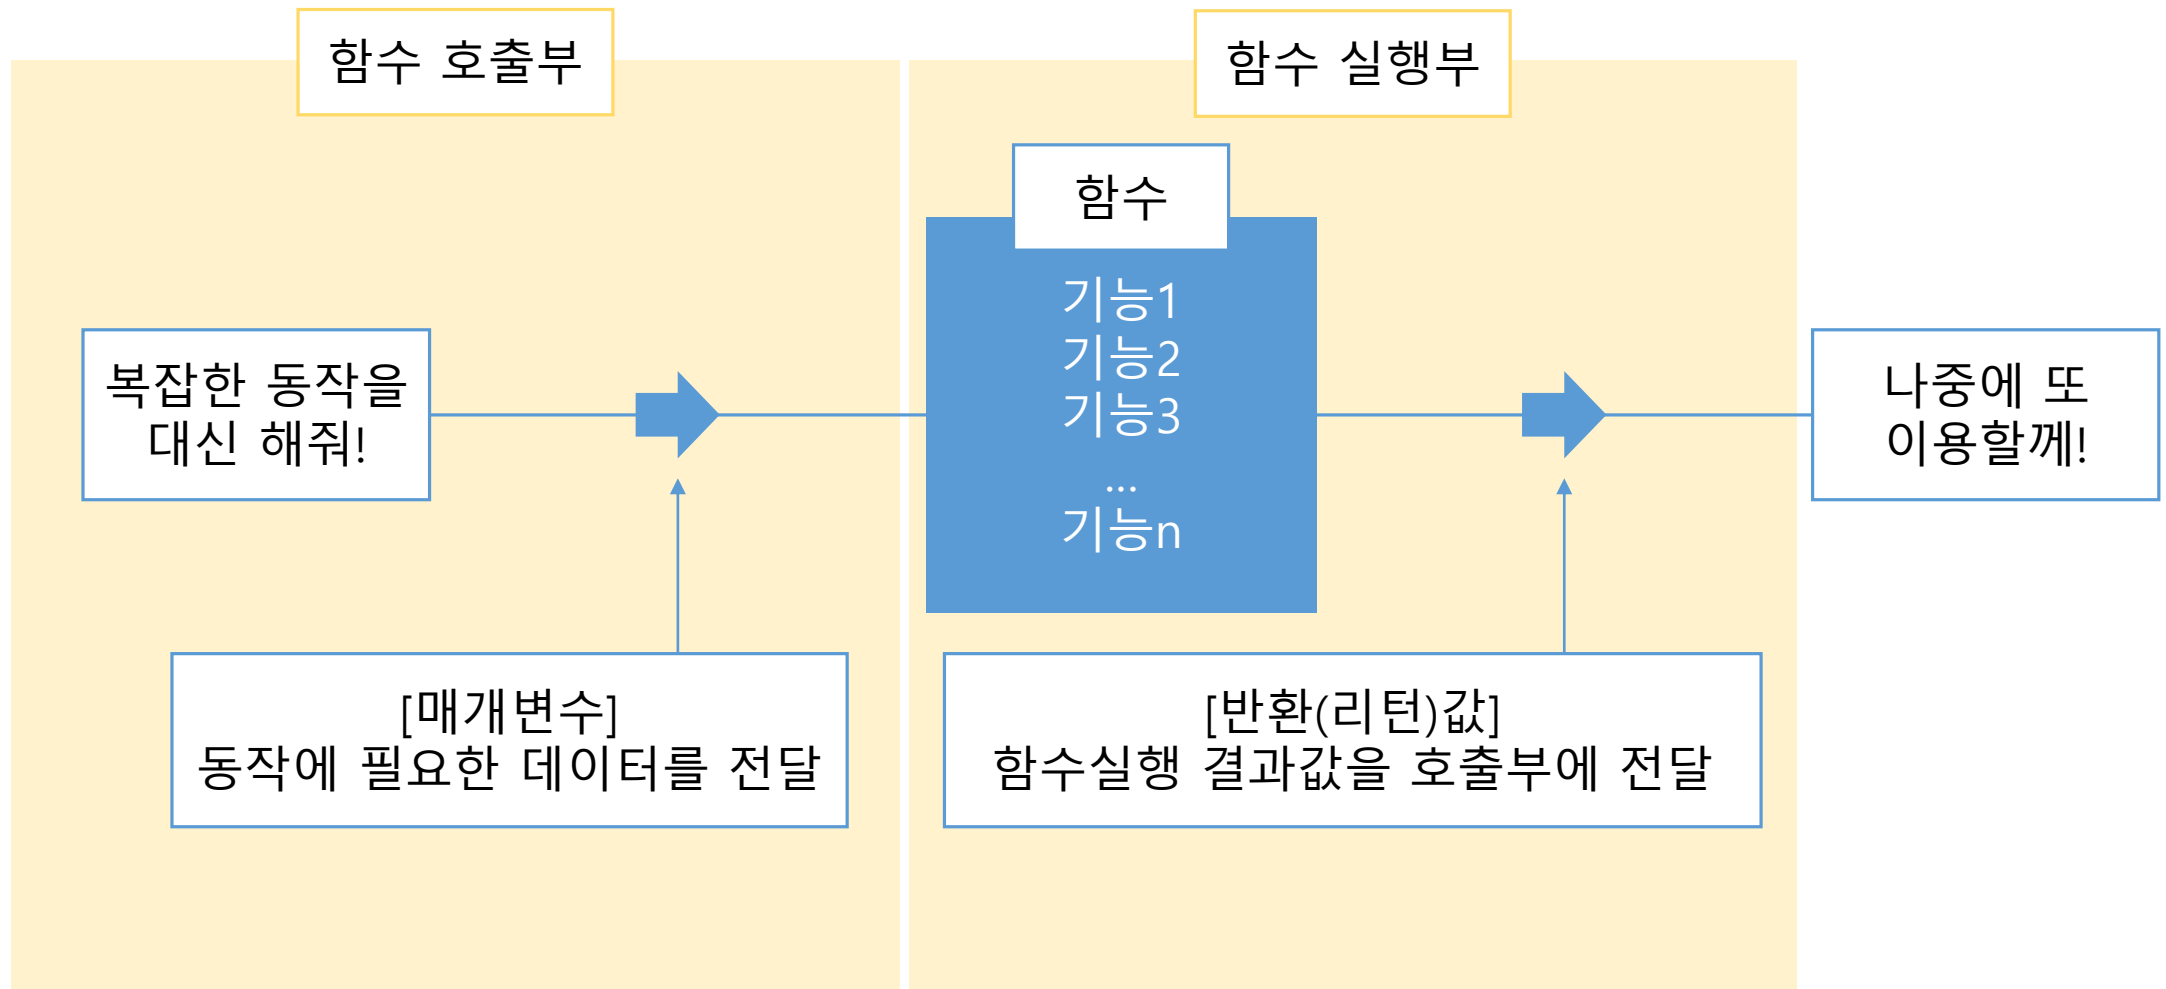 함수 호출부
복잡한 동작을
대신 해줘!
[매개변수]
동작에 필요한 데이터를 전달
함수 실행부
함수
기능1
기능2
기능3
...
기능n
[반환(리턴)값]
함수실행 결과값을 호출부에 전달
나중에 또
이용할께!